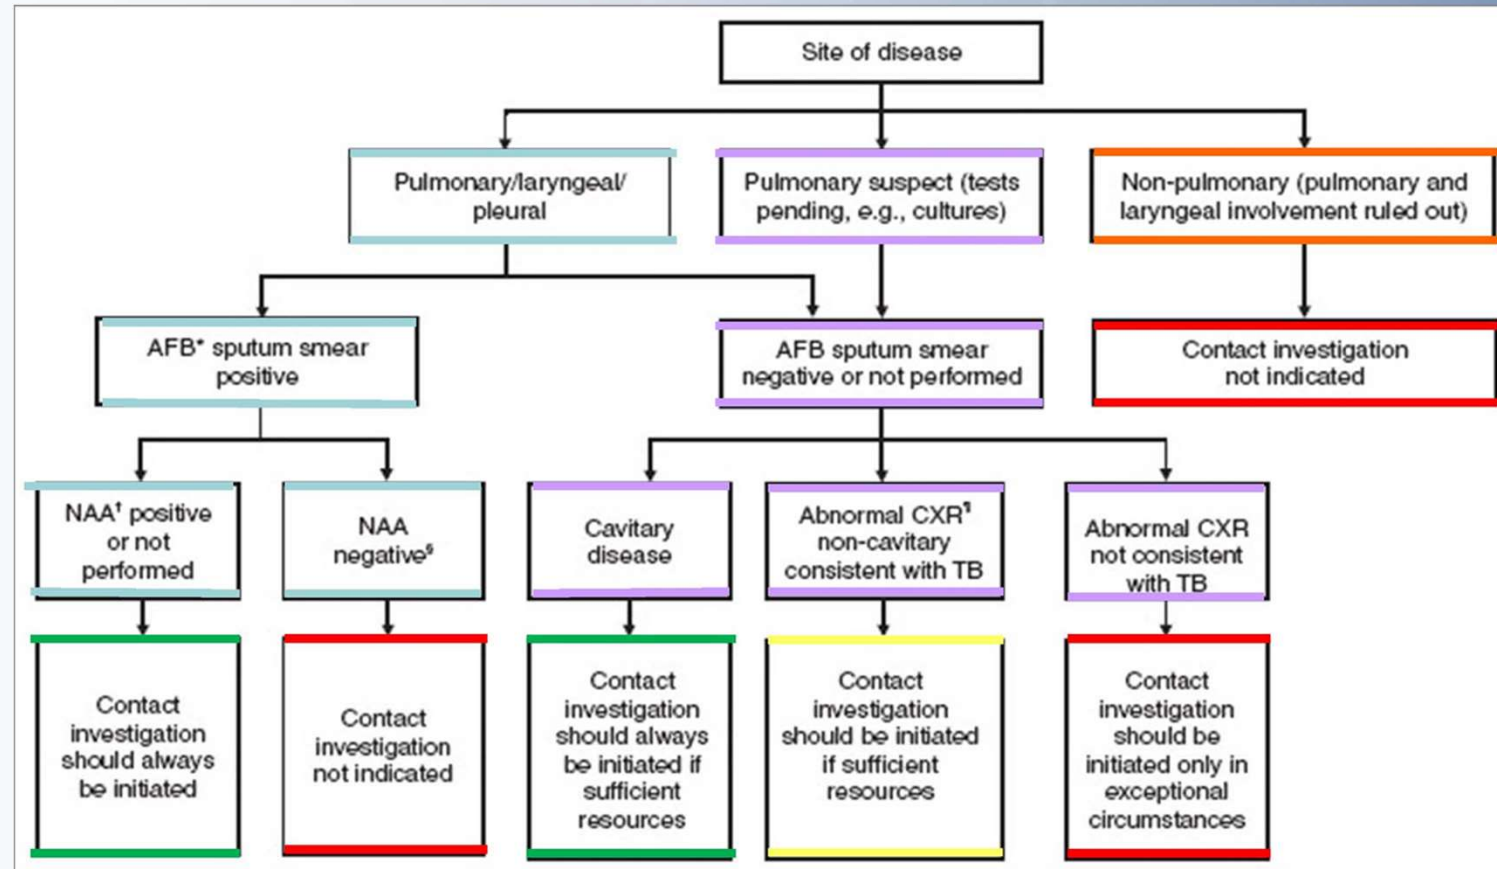 Site of disease
Pulmonary/laryngeal/
pleural
Pulmonary suspect (tests
pending, e.g., cultures)
Non-pulmonary (pulmonary and
laryngeal involvement ruled out)
AFB* sputum smear
positive
AFB sputum smear
negative or not performed
Contact investigation
not indicated
NAA† positive
or not
performed
NAA
negative§
Cavitary
disease
Abnormal CXR¶
non-cavitary
consistent with TB
Abnormal CXR
not consistent
with TB
Contact
investigation
should always
be initiated
Contact
investigation
not indicated
Contact
investigation
should always
be initiated if
sufficient
resources
Contact
investigation
should be initiated
if sufficient
resources
Contact
investigation
should be
initiated only in
exceptional
circumstances